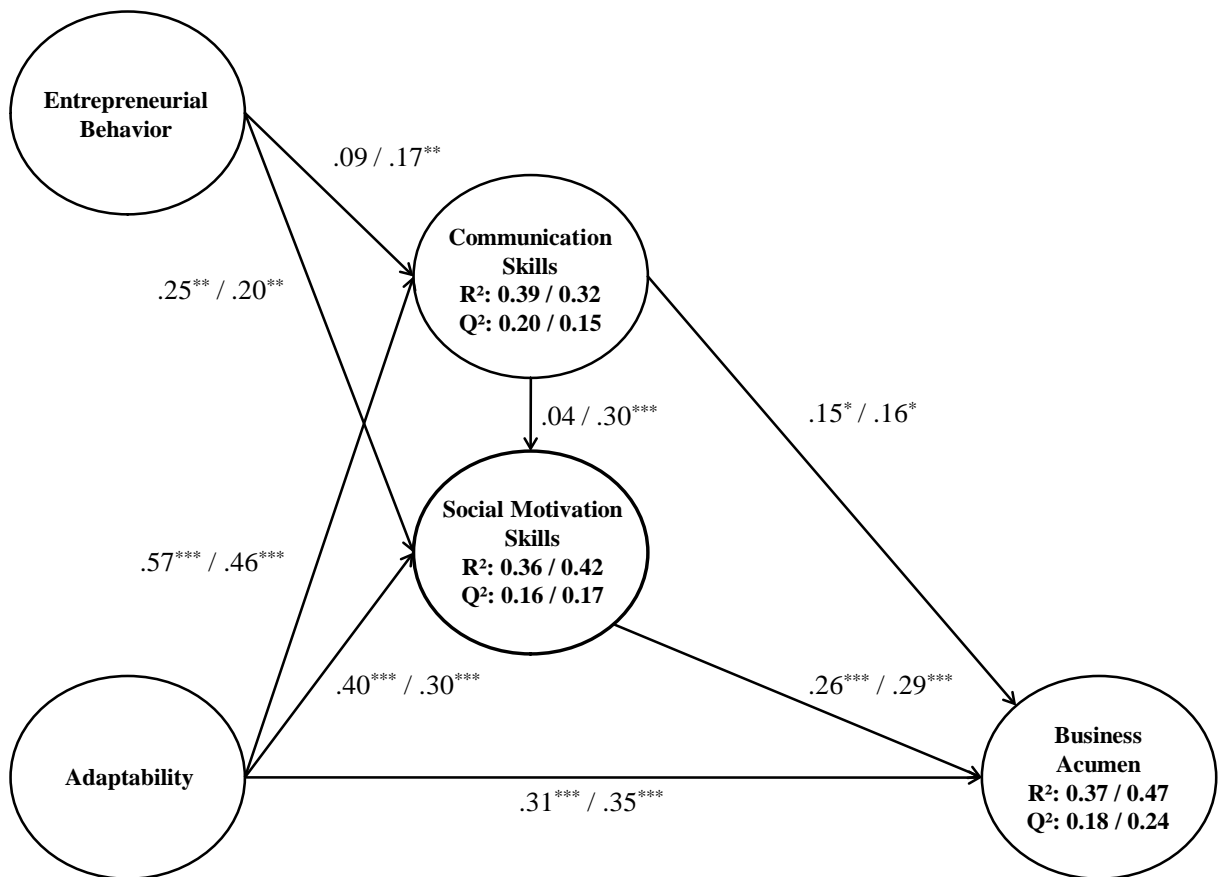 Entrepreneurial
Behavior
.09 / .17**
Communication
Skills
R²: 0.39 / 0.32
Q²: 0.20 / 0.15
.25** / .20**
.04 / .30***
.15* / .16*
Social Motivation
Skills
R²: 0.36 / 0.42
Q²: 0.16 / 0.17
.57*** / .46***
.40*** / .30***
.26*** / .29***
Adaptability
.31*** / .35***
Business
Acumen
R²: 0.37 / 0.47
Q²: 0.18 / 0.24